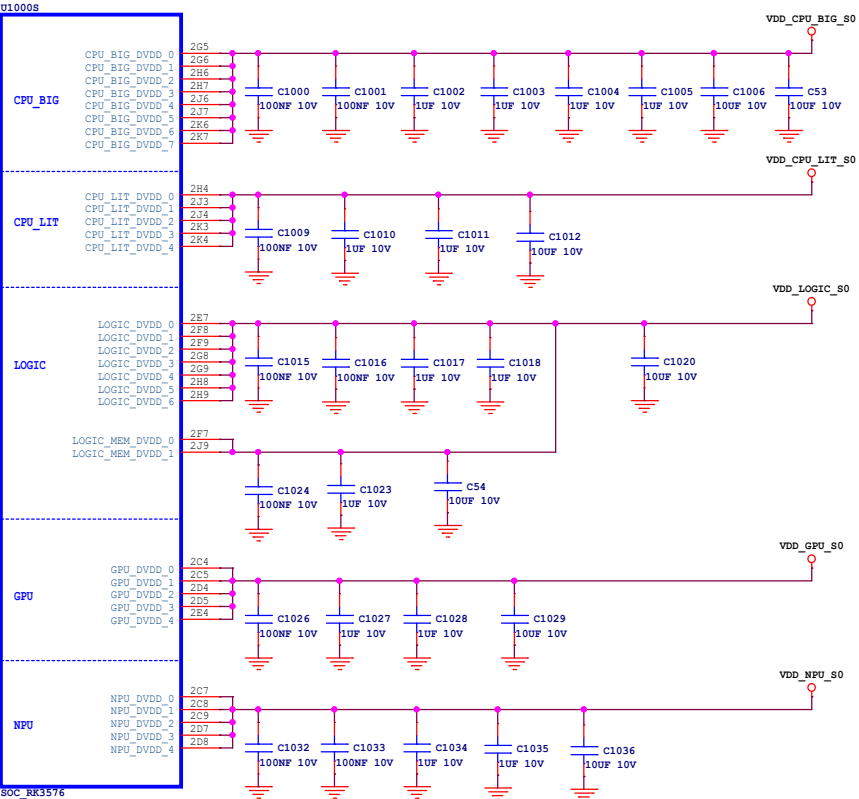 U1000S
VDD_CPU_BIG_S0
CPU_BIG
CPU_BIG_DVDD_0 2G5
CPU_BIG_DVDD_1 2G6
CPU_BIG_DVDD_2 2H6
CPU_BIG_DVDD_3 2H7
CPU_BIG_DVDD_4 2J6
CPU_BIG_DVDD_5 2J7
CPU_BIG_DVDD_6 2K6
CPU_BIG_DVDD_7 2K7
C1000 C1001 C1002 C1003 C1004 C1005 C1006 C53
100NF 10V 100NF 10V 1UF 10V 1UF 10V 1UF 10V 1UF 10V 10UF 10V 10UF 10V
VDD_CPU_LIT_S0
CPU_LIT
CPU_LIT_DVDD_0 2H4
CPU_LIT_DVDD_1 2J3
CPU_LIT_DVDD_2 2J4
CPU_LIT_DVDD_3 2K3
CPU_LIT_DVDD_4 2K4
C1009 C1010 C1011 C1012
100NF 10V 1UF 10V 1UF 10V 10UF 10V
VDD_LOGIC_S0
LOGIC
LOGIC_DVDD_0 2E7
LOGIC_DVDD_1 2F8
LOGIC_DVDD_2 2F9
LOGIC_DVDD_3 2G8
LOGIC_DVDD_4 2G9
LOGIC_DVDD_5 2H8
LOGIC_DVDD_6 2H9
C1015 C1016 C1017 C1018 C1020
100NF 10V 100NF 10V 1UF 10V 1UF 10V 10UF 10V
LOGIC_MEM_DVDD_0 2F7
LOGIC_MEM_DVDD_1 2J9
C1024 C1023 C54
100NF 10V 1UF 10V 10UF 10V
VDD_GPU_S0
GPU
GPU_DVDD_0 2C4
GPU_DVDD_1 2C5
GPU_DVDD_2 2D4
GPU_DVDD_3 2D5
GPU_DVDD_4 2E4
C1026 C1027 C1028 C1029
100NF 10V 1UF 10V 1UF 10V 10UF 10V
VDD_NPU_S0
NPU
NPU_DVDD_0 2C7
NPU_DVDD_1 2C8
NPU_DVDD_2 2C9
NPU_DVDD_3 2D7
NPU_DVDD_4 2D8
C1032 C1033 C1034 C1035 C1036
100NF 10V 100NF 10V 1UF 10V 1UF 10V 10UF 10V
SOC_RK3576